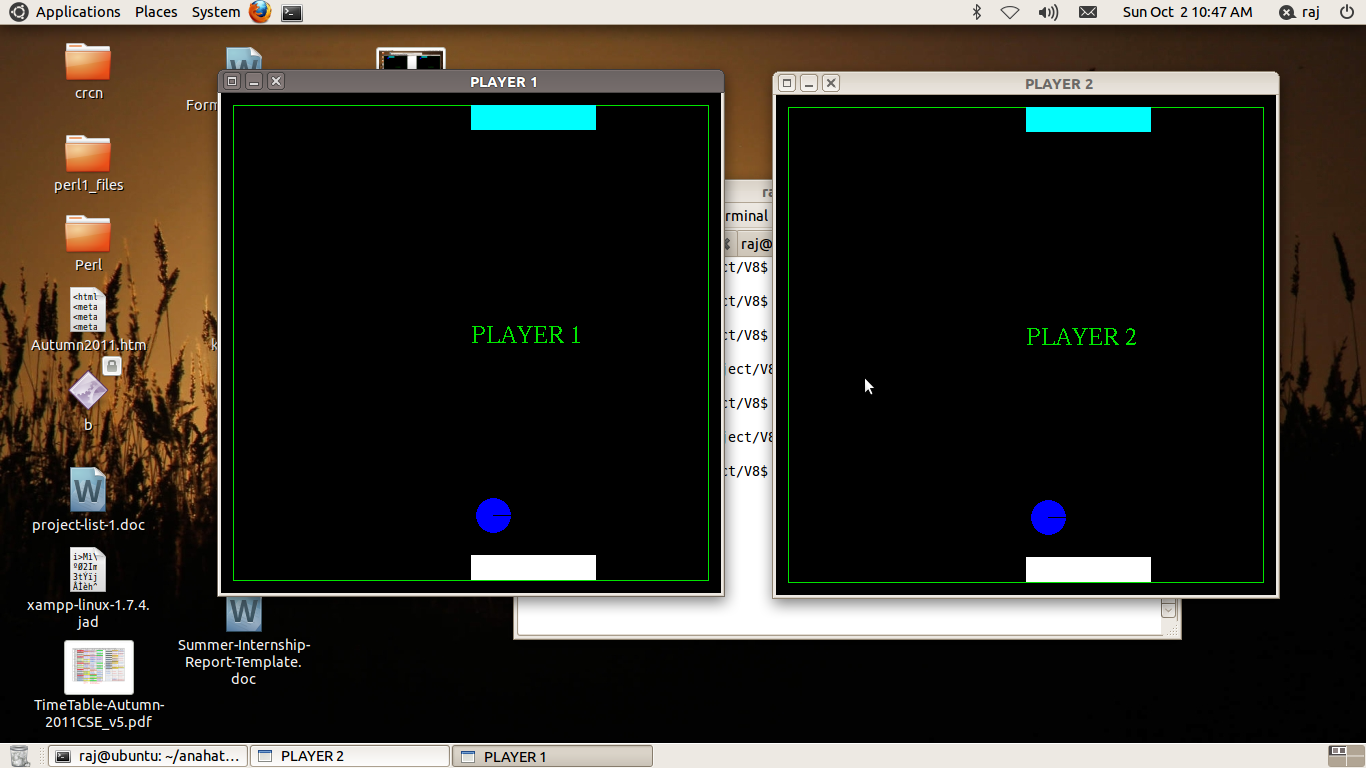 Applications Places System
Sun Oct 2 10:47 AM
raj
crcn
perl1_files
Perl
<html
<meta
<meta
<meta
Autumn2011.htm
b
W
project-list-1.doc
xampp-linux-1.7.4.
jad
TimeTable-Autumn-
2011CSE_v5.pdf
W
Form
W
Summer-Internship-
Report-Template.
doc
PLAYER 1
PLAYER 1
PLAYER 2
PLAYER 2
ra
rminal
raj@
ct/V8$
ct/V8$
ct/V8$
ject/V8
ct/V8$
ject/V8
ct/V8$
raj@ubuntu: ~/anahat...
PLAYER 2
PLAYER 1